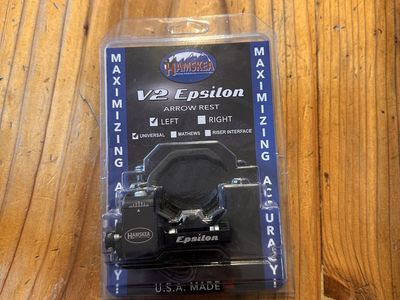 HAMSKEA
V2 Epsilon
ARROW REST
LEFT
RIGHT
UNIVERSAL
MATHEWS
RISER INTERFACE
MAXIMIZING
ACCURACY!
MAXIMIZING
ACCURACY!
HAMSKEA
Epsilon
U.S.A. MADE